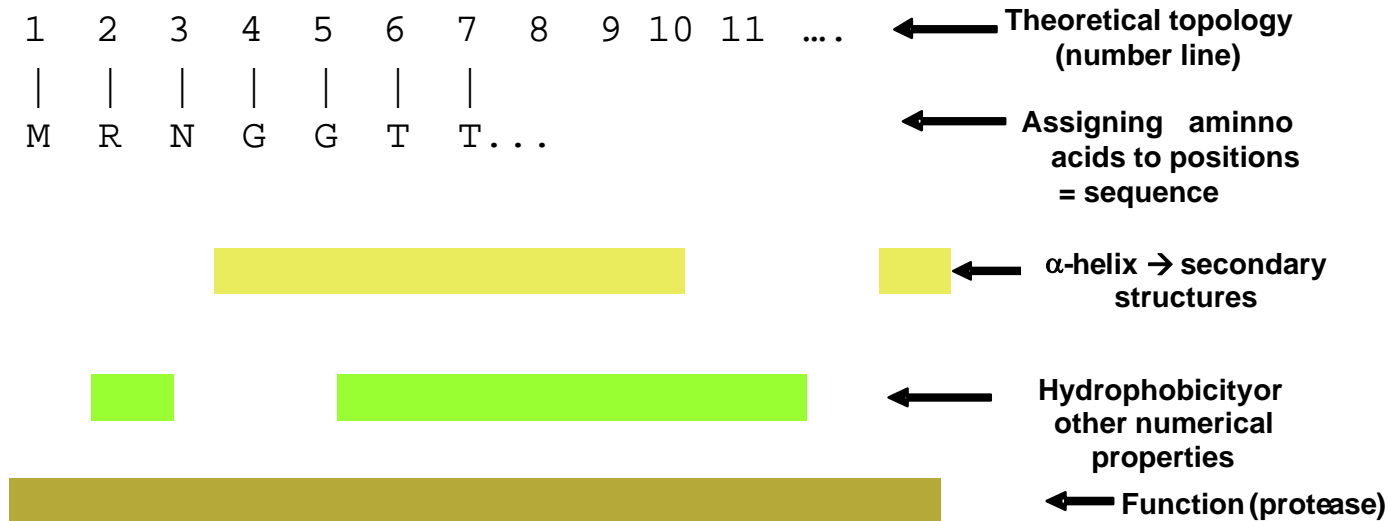 1 2 3 4 5 6 7 8 9 10 11 ….
Theoretical topology
(number line)
| | | | | | |
M R N G G T T...
Assigning aminno
acids to positions
= sequence
α-helix → secondary
structures
Hydrophobicityor
other numerical
properties
Function (protease)